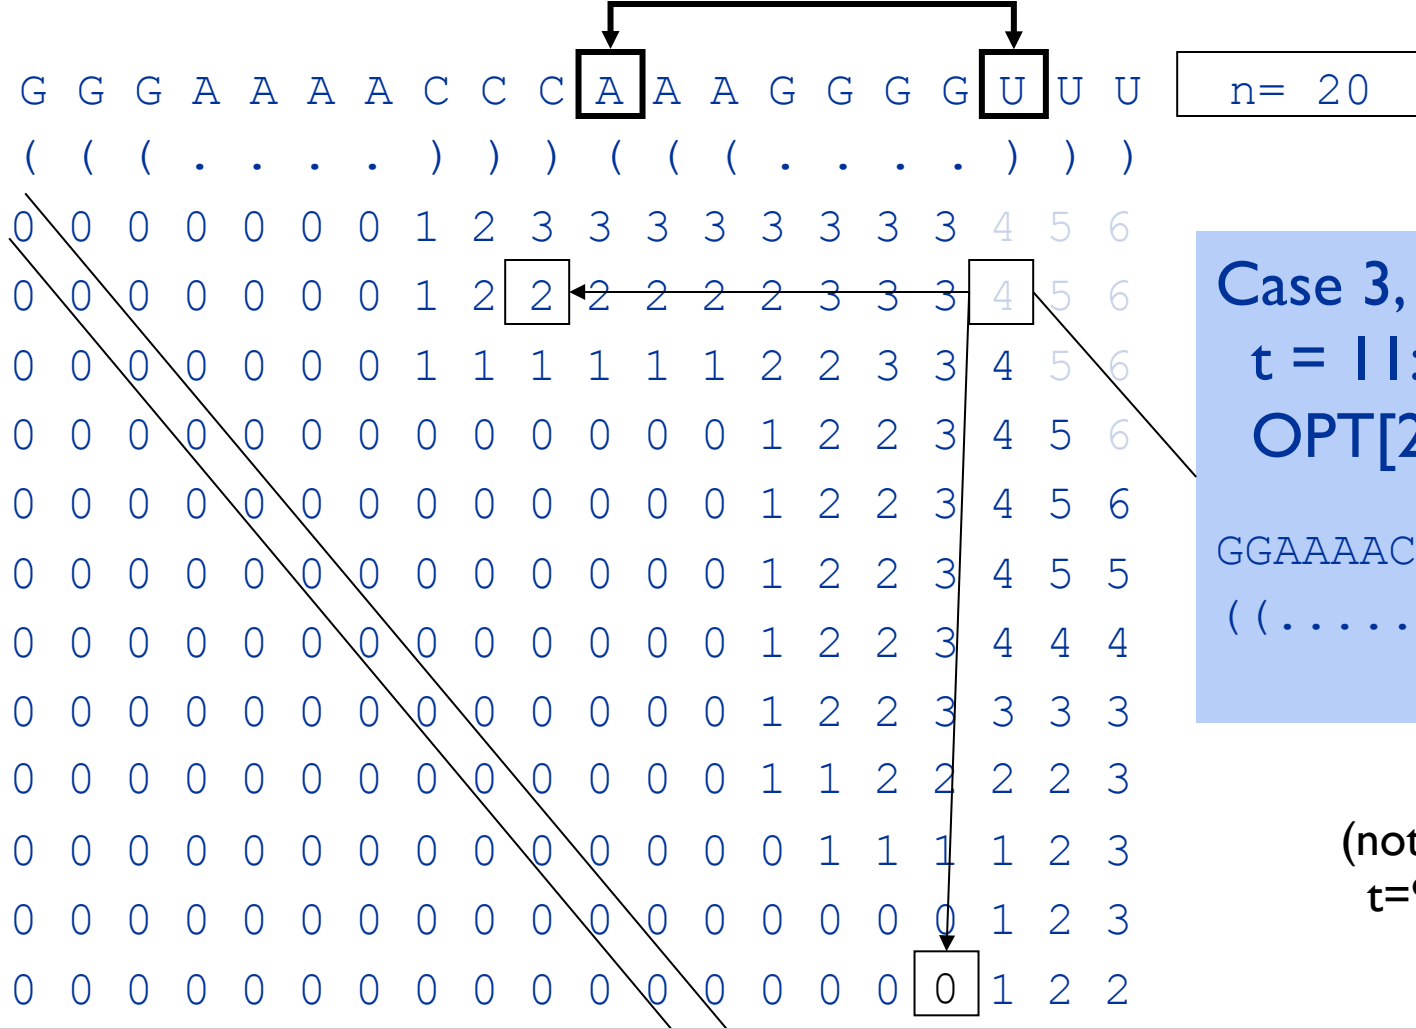 G G G A A A A C C C A A A G G G G U U U n= 20
( ( ( . . . . ) ) ) ( ( ( . . . . ) ) )
0 0 0 0 0 0 0 1 2 3 3 3 3 3 3 3 3 4 5 6
0 0 0 0 0 0 0 1 2 2 2 2 2 2 3 3 3 4 5 6
0 0 0 0 0 0 0 1 1 1 1 1 1 2 2 3 3 4 5 6
0 0 0 0 0 0 0 0 0 0 0 0 0 1 2 2 3 4 5 6
0 0 0 0 0 0 0 0 0 0 0 0 0 1 2 2 3 4 5 6
0 0 0 0 0 0 0 0 0 0 0 0 0 1 2 2 3 4 5 5
0 0 0 0 0 0 0 0 0 0 0 0 0 1 2 2 3 4 4 4
0 0 0 0 0 0 0 0 0 0 0 0 0 1 2 2 3 3 3 3
0 0 0 0 0 0 0 0 0 0 0 0 0 1 1 2 2 2 2 3
0 0 0 0 0 0 0 0 0 0 0 0 0 0 1 1 1 1 2 3
0 0 0 0 0 0 0 0 0 0 0 0 0 0 0 0 0 1 2 3
0 0 0 0 0 0 0 0 0 0 0 0 0 0 0 0 0 1 2 2
Case 3,
t = 11:
OPT[2
GGAAAAC
((.....
(not
t=